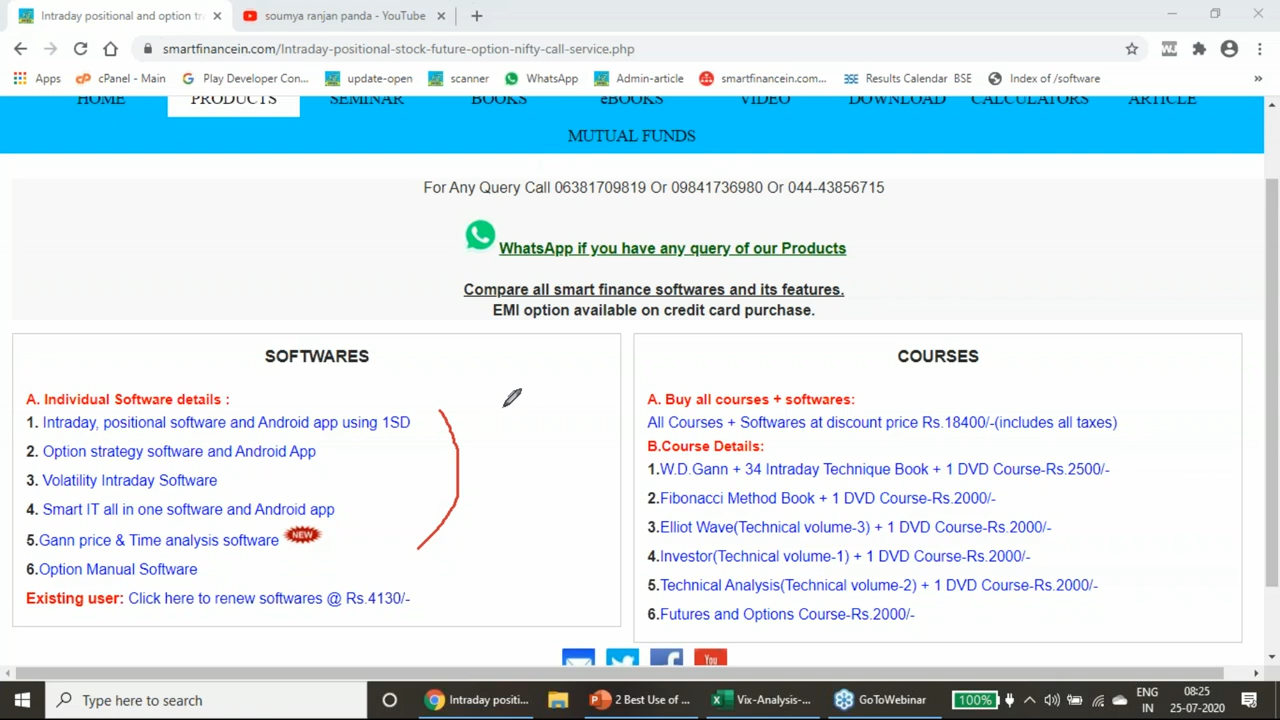 Intraday positional and option tr
soumya ranjan panda - YouTube
smartfinancein.com/Intraday-positional-stock-future-option-nifty-call-service.php
Apps
cPanel - Main
Play Developer Con...
update-open
scanner
WhatsApp
Admin-article
smartfinancein.com...
Results Calendar BSE
Index of /software
HOME
PRODUCTS
SEMINAR
BOOKS
eBOOKS
VIDEO
DOWNLOAD
CALCULATORS
ARTICLE
MUTUAL FUNDS
For Any Query Call 06381709819 Or 09841736980 Or 044-43856715
WhatsApp if you have any query of our Products
Compare all smart finance softwares and its features.
EMI option available on credit card purchase.
SOFTWARES
A. Individual Software details :
1. Intraday, positional software and Android app using 1SD
2. Option strategy software and Android App
3. Volatility Intraday Software
4. Smart IT all in one software and Android app
5.Gann price & Time analysis software NEW
6.Option Manual Software
Existing user: Click here to renew softwares @ Rs.4130/-
COURSES
A. Buy all courses + softwares:
All Courses + Softwares at discount price Rs.18400/-(includes all taxes)
B.Course Details:
1.W.D.Gann + 34 Intraday Technique Book + 1 DVD Course-Rs.2500/-
2.Fibonacci Method Book + 1 DVD Course-Rs.2000/-
3.Elliot Wave(Technical volume-3) + 1 DVD Course-Rs.2000/-
4.Investor(Technical volume-1) + 1 DVD Course-Rs.2000/-
5.Technical Analysis(Technical volume-2) + 1 DVD Course-Rs.2000/-
6.Futures and Options Course-Rs.2000/-
You
Type here to search
Intraday positi...
2 Best Use of ...
Vix-Analysis-...
GoToWebinar
100%
ENG
IN
08:25
25-07-2020